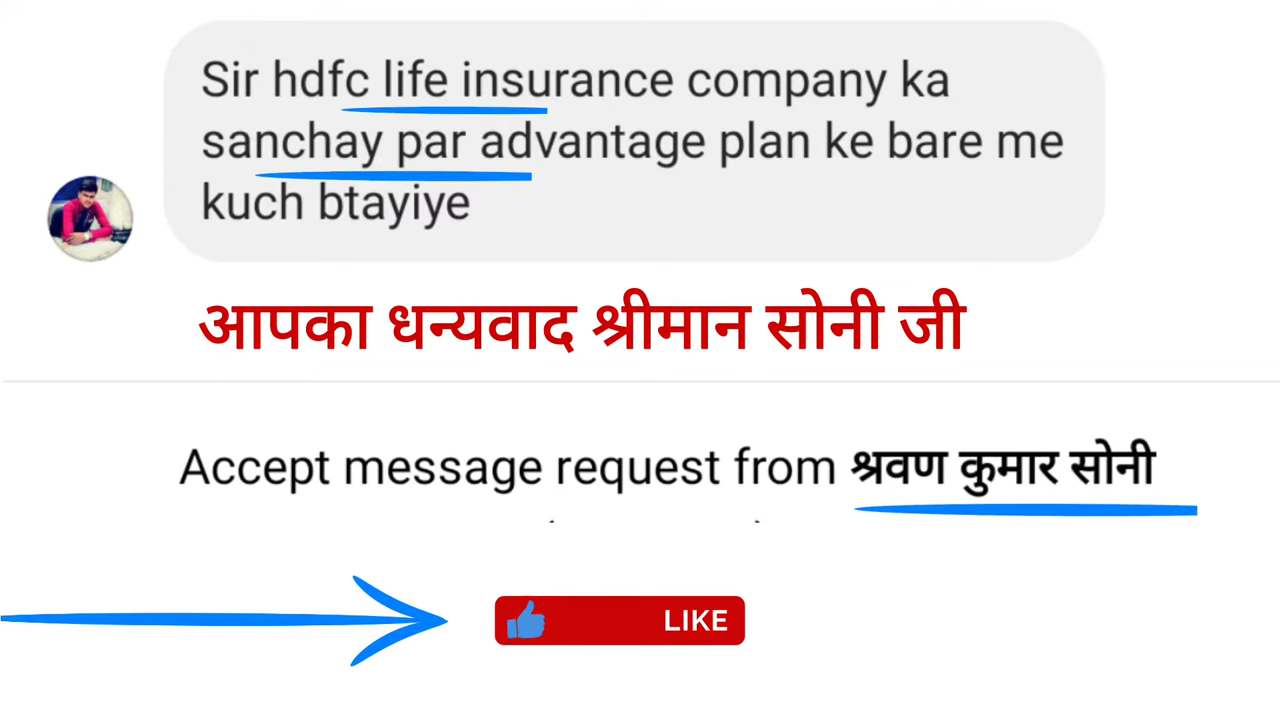 Sir hdfc life insurance company ka
sanchay par advantage plan ke bare me
kuch btayiye
आपका धन्यवाद श्रीमान सोनी जी
Accept message request from श्रवण कुमार सोनी
LIKE